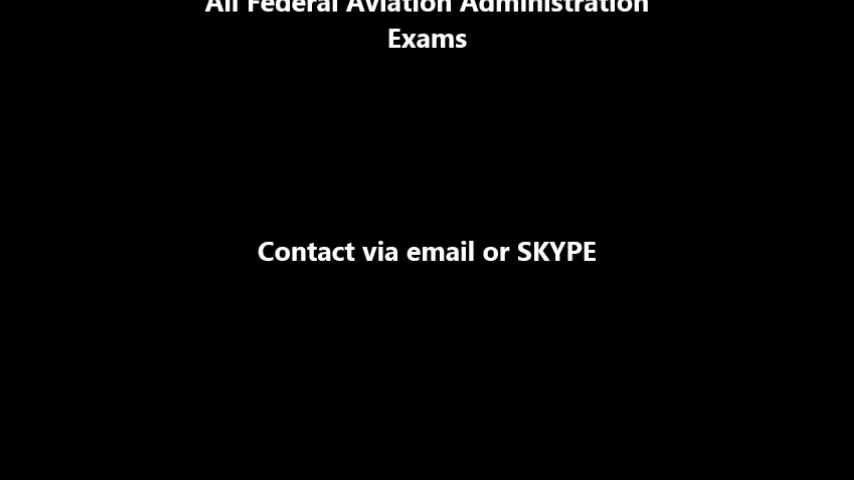 All Federal Aviation Administration
Exams
Contact via email or SKYPE